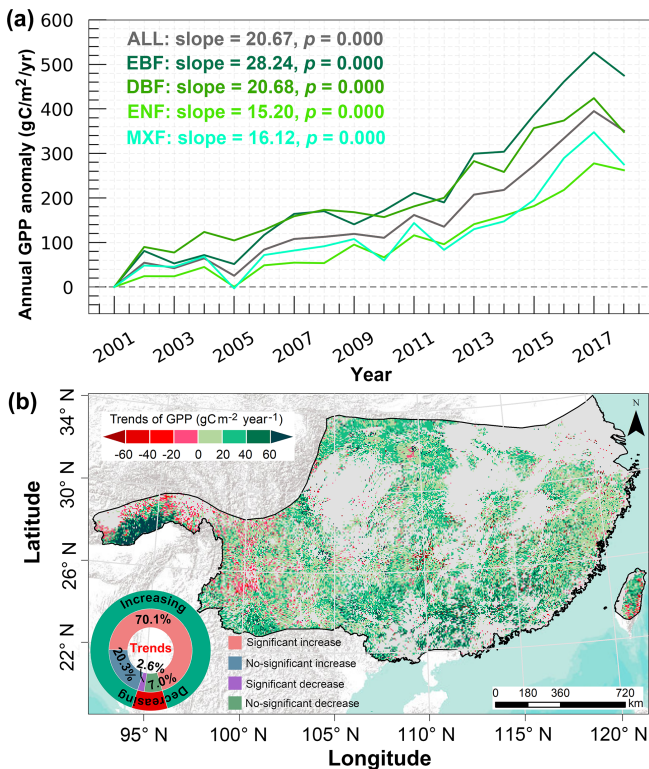 (a)
600
500
400
300
200
100
0
Annual GPP anomaly (gC/m²/yr)
ALL: slope = 20.67, p = 0.000
EBF: slope = 28.24, p = 0.000
DBF: slope = 20.68, p = 0.000
ENF: slope = 15.20, p = 0.000
MXF: slope = 16.12, p = 0.000
2001 2003 2005 2007 2009 2011 2013 2015 2017
Year
(b)
34° N
30° N
26° N
22° N
Latitude
Trends of GPP (gC m⁻² year⁻¹)
-60 -40 -20 0 20 40 60
N
Increasing
70.1%
Trends
20.3%
2.6%
7.0%
Decreasing
Significant increase
No-significant increase
Significant decrease
No-significant decrease
0 180 360 720
km
95° N 100° N 105° N 110° N 115° N 120° N
Longitude